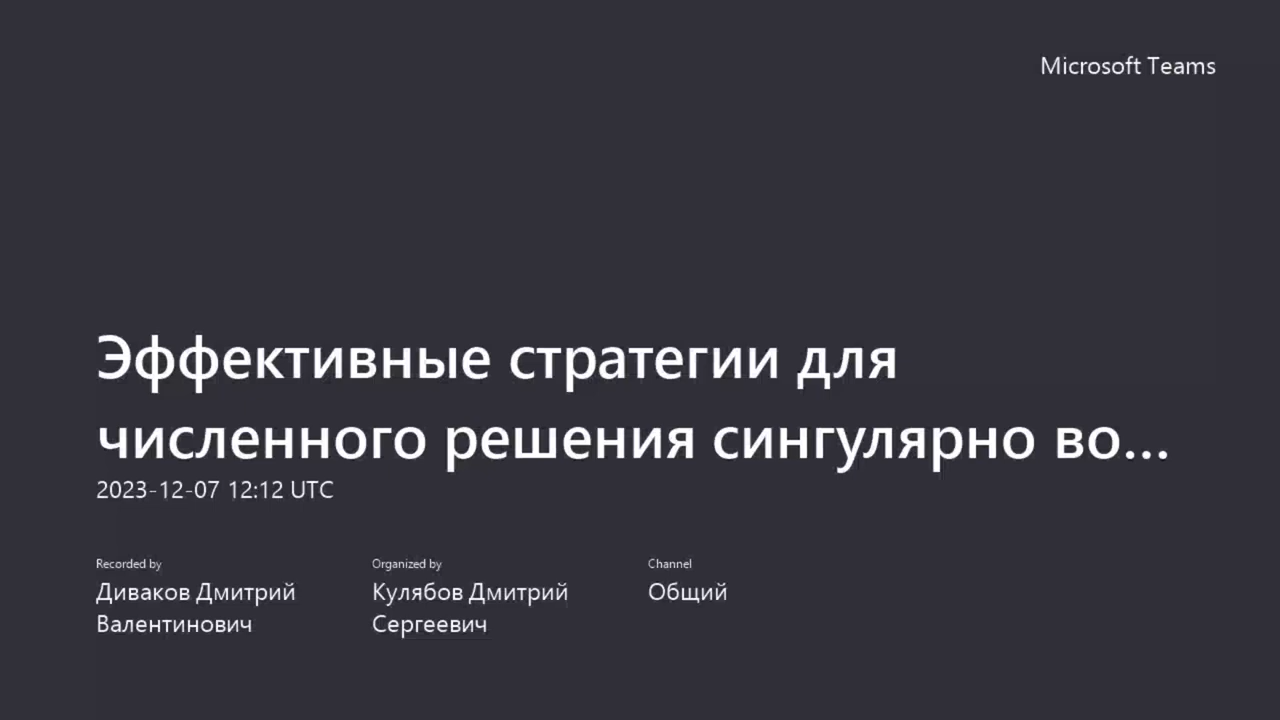 Microsoft Teams
Эффективные стратегии для
численного решения сингулярно во...
2023-12-07 12:12 UTC
Recorded by
Диваков Дмитрий
Валентинович
Organized by
Кулябов Дмитрий
Сергеевич
Channel
Общий